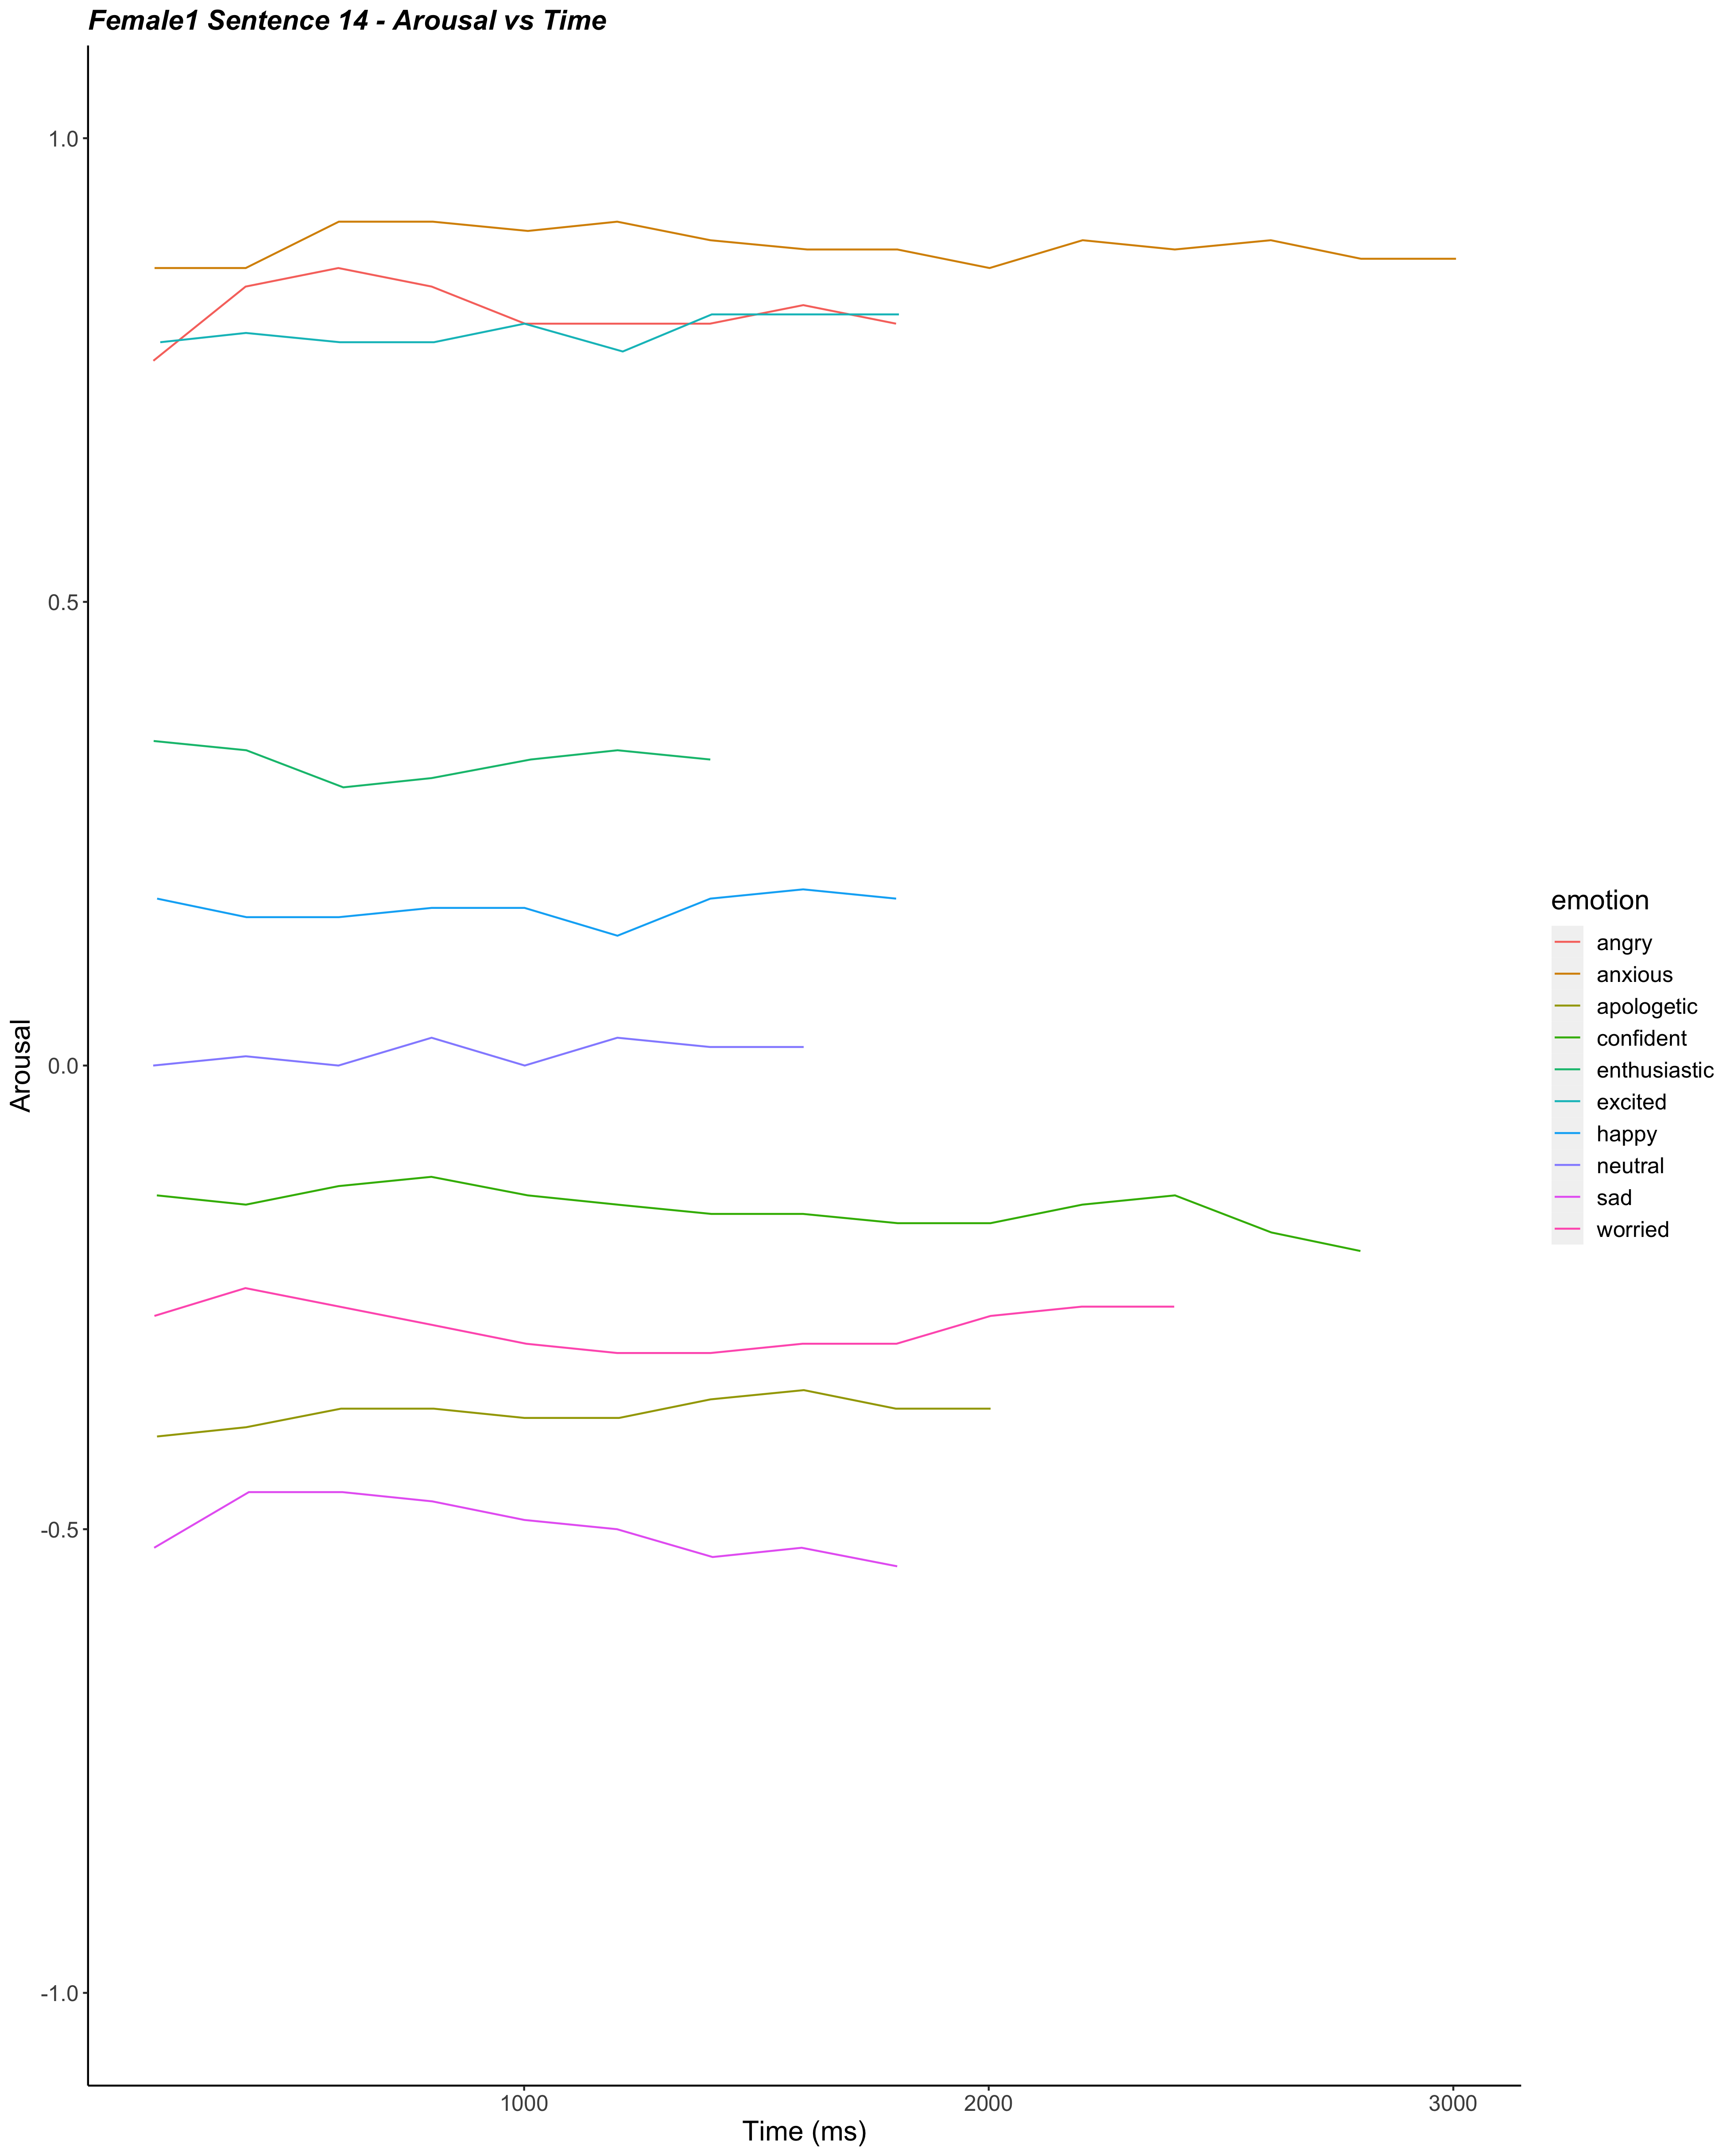 Female1 Sentence 14 - Arousal vs Time
1.0
0.5
0.0
-0.5
-1.0
Arousal
1000
2000
3000
Time (ms)
emotion
angry
anxious
apologetic
confident
enthusiastic
excited
happy
neutral
sad
worried